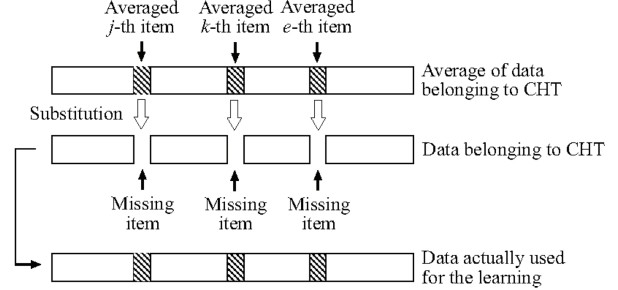 Averaged Averaged Averaged
j-th item k-th item e-th item
Average of data
belonging to CHT
Substitution
Data belonging to CHT
Missing Missing Missing
item item item
Data actually used
for the learning